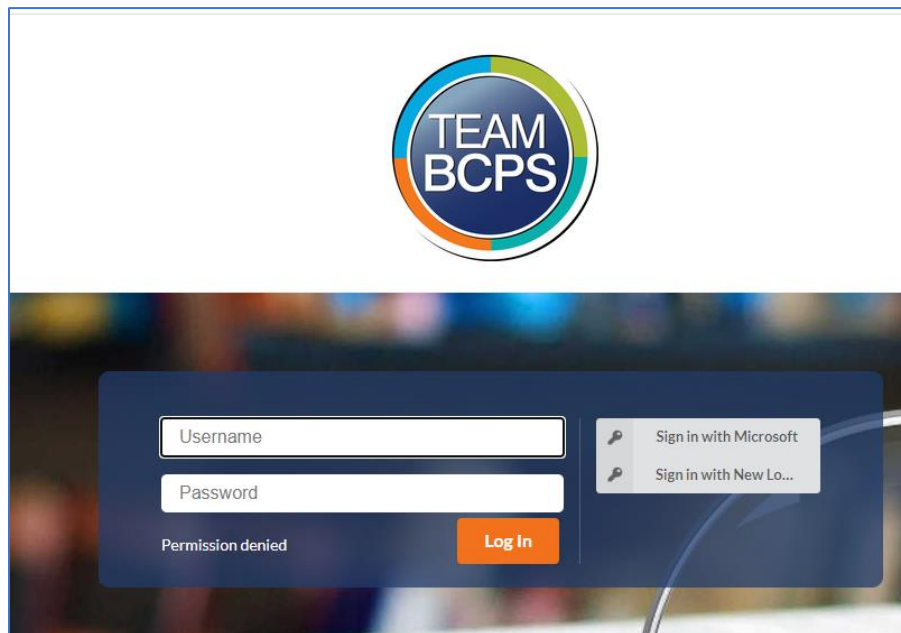 TEAM
BCPS
Username
Password
Permission denied
Log In
Sign in with Microsoft
Sign in with New Lo...